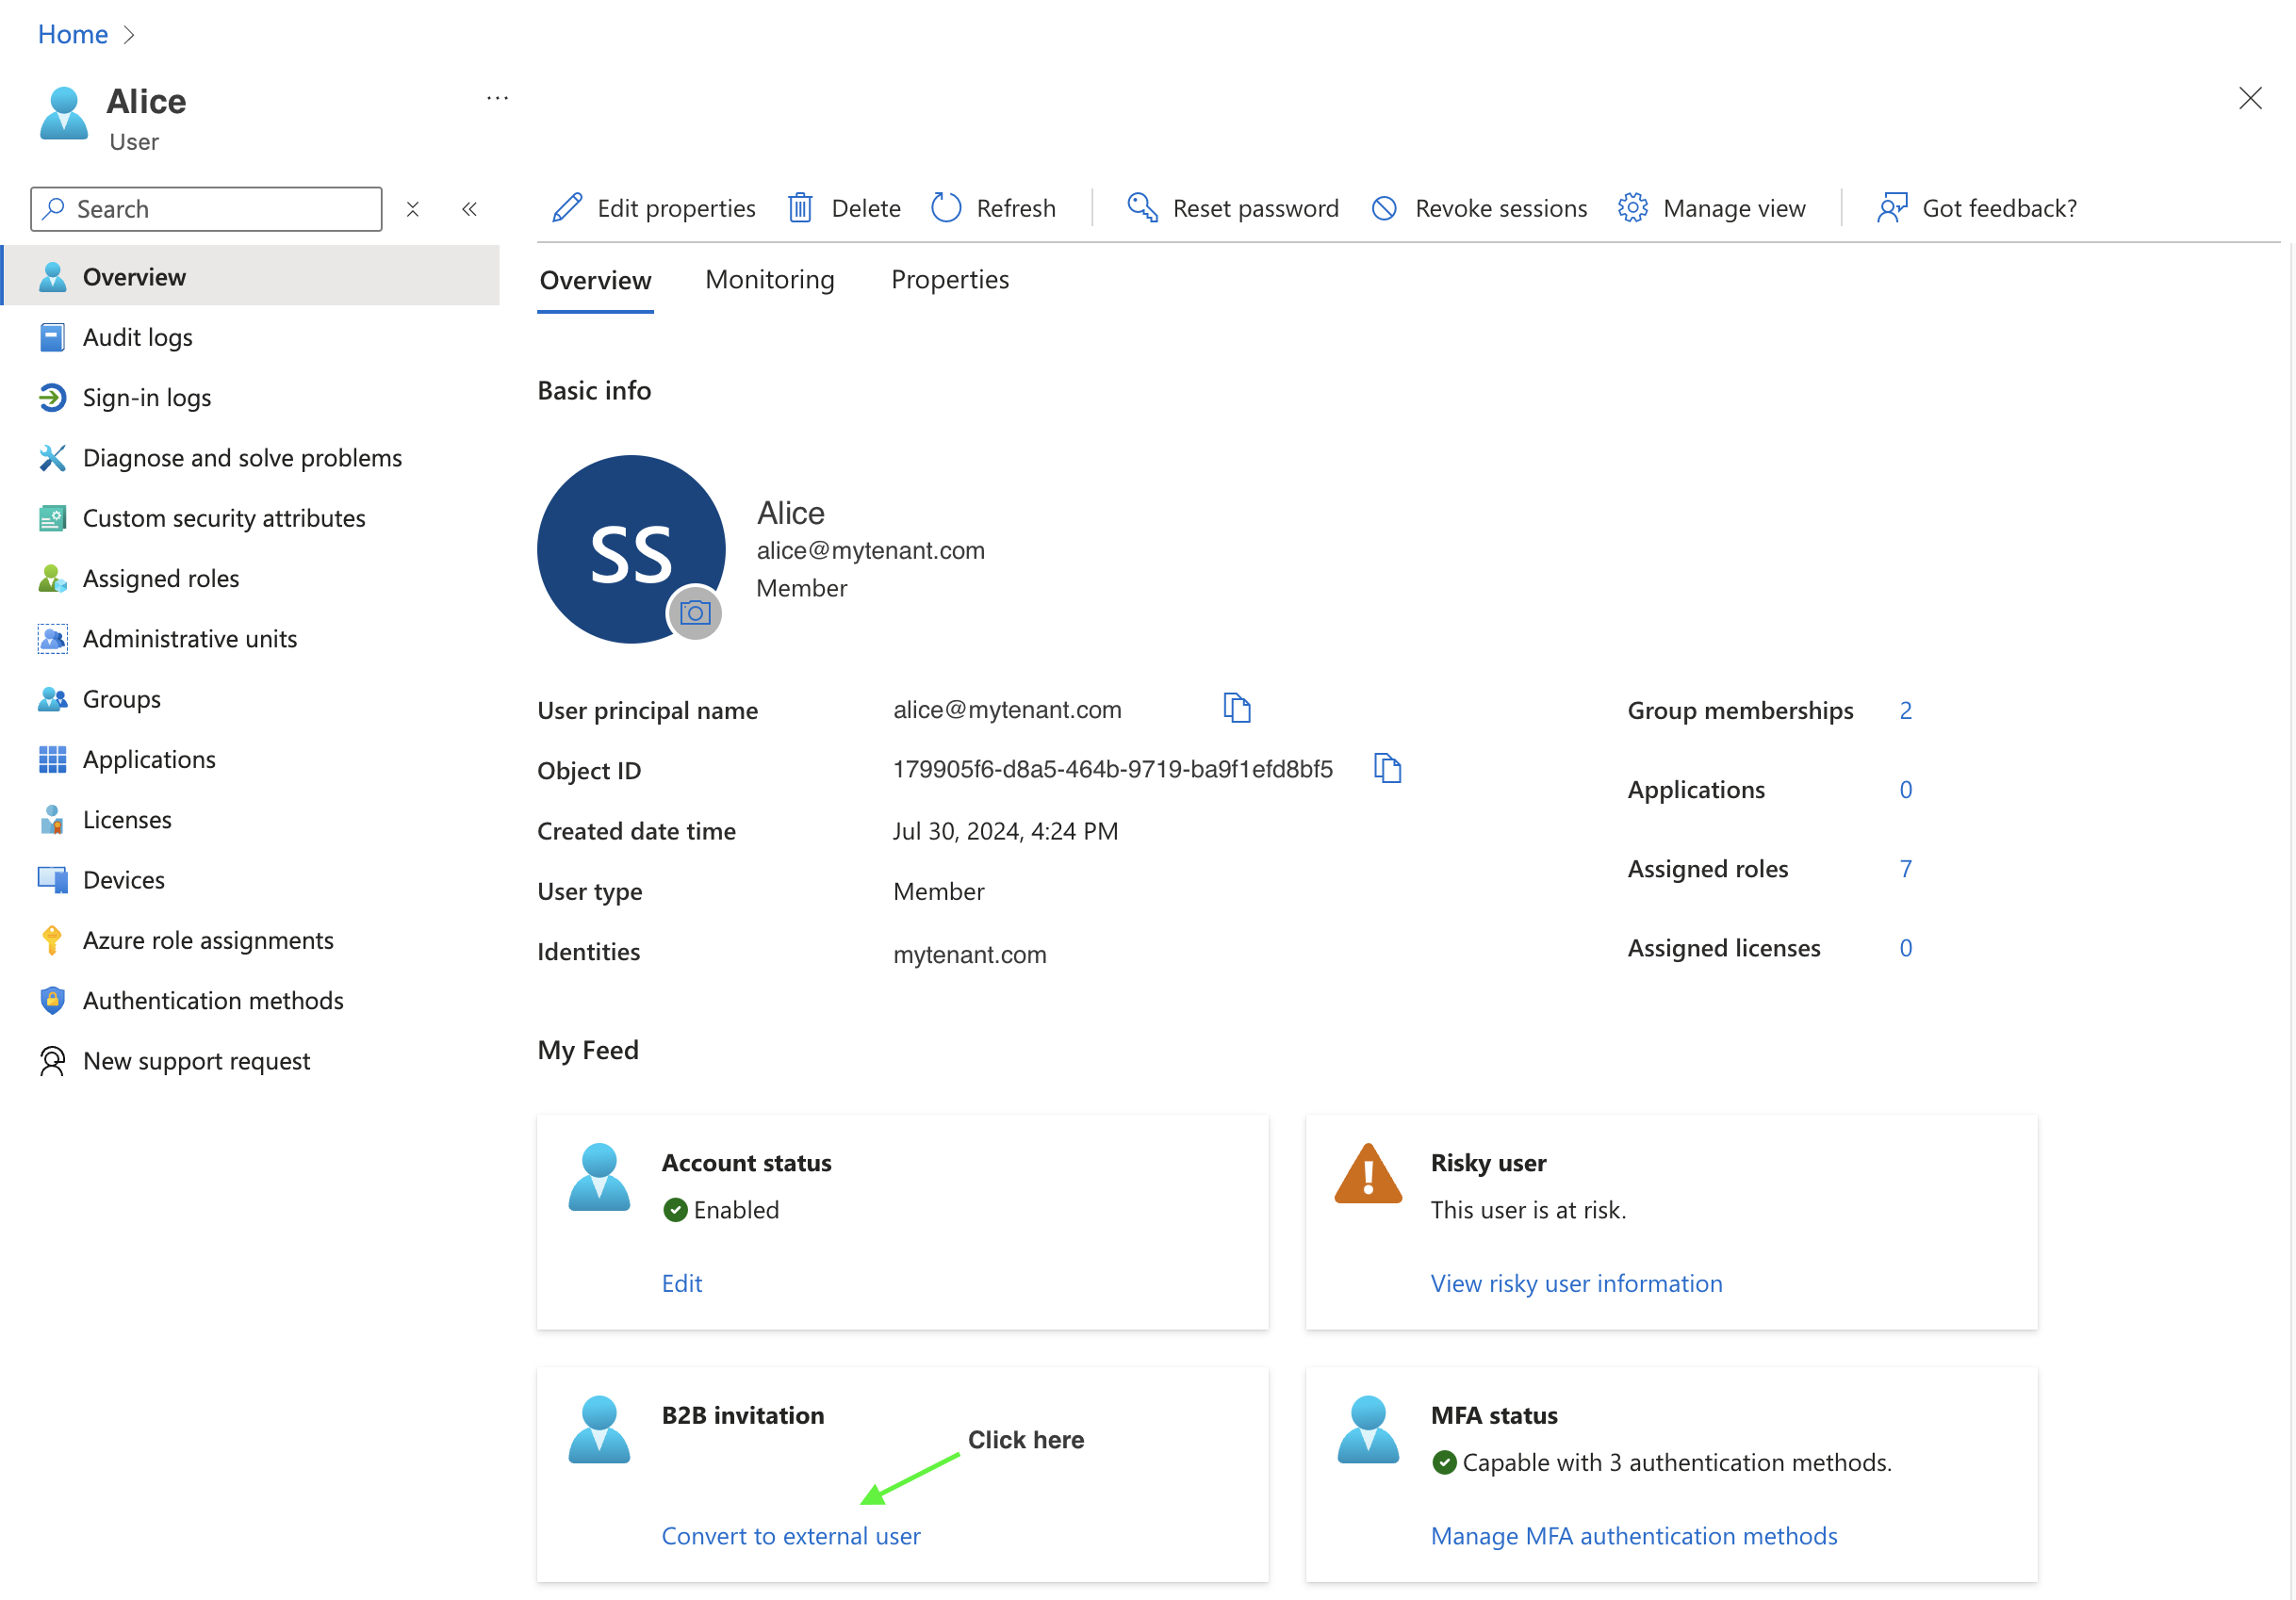 Home
Alice
User
Search
Edit properties
Delete
Refresh
Reset password
Revoke sessions
Manage view
Got feedback?
Overview
Audit logs
Sign-in logs
Diagnose and solve problems
Custom security attributes
Assigned roles
Administrative units
Groups
Applications
Licenses
Devices
Azure role assignments
Authentication methods
New support request
Overview
Monitoring
Properties
Basic info
SS
Alice
alice@mytenant.com
Member
User principal name
alice@mytenant.com
Object ID
179905f6-d8a5-464b-9719-ba9f1efd8bf5
Created date time
Jul 30, 2024, 4:24 PM
User type
Member
Identities
mytenant.com
Group memberships
2
Applications
0
Assigned roles
7
Assigned licenses
0
My Feed
Account status
Enabled
Edit
Risky user
This user is at risk.
View risky user information
B2B invitation
Click here
Convert to external user
MFA status
Capable with 3 authentication methods.
Manage MFA authentication methods